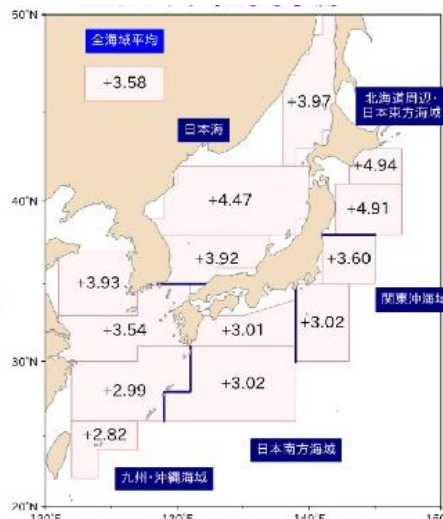 50°N
全海域平均
+3.58
+3.97
北海道周辺・
日本東方海域
日本海
+4.94
+4.47
+4.91
40°N
+3.92
+3.60
+3.93
関東沖海域
+3.54
+3.01
+3.02
30°N
+2.99
+3.02
+2.82
日本南方海域
九州・沖縄海域
20°N
130°E
140°E